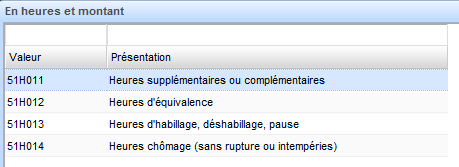 En heures et montant
Valeur Présentation
51H011 Heures supplémentaires ou complémentaires
51H012 Heures d'équivalence
51H013 Heures d'habillage, déshabillage, pause
51H014 Heures chômage (sans rupture ou intempéries)